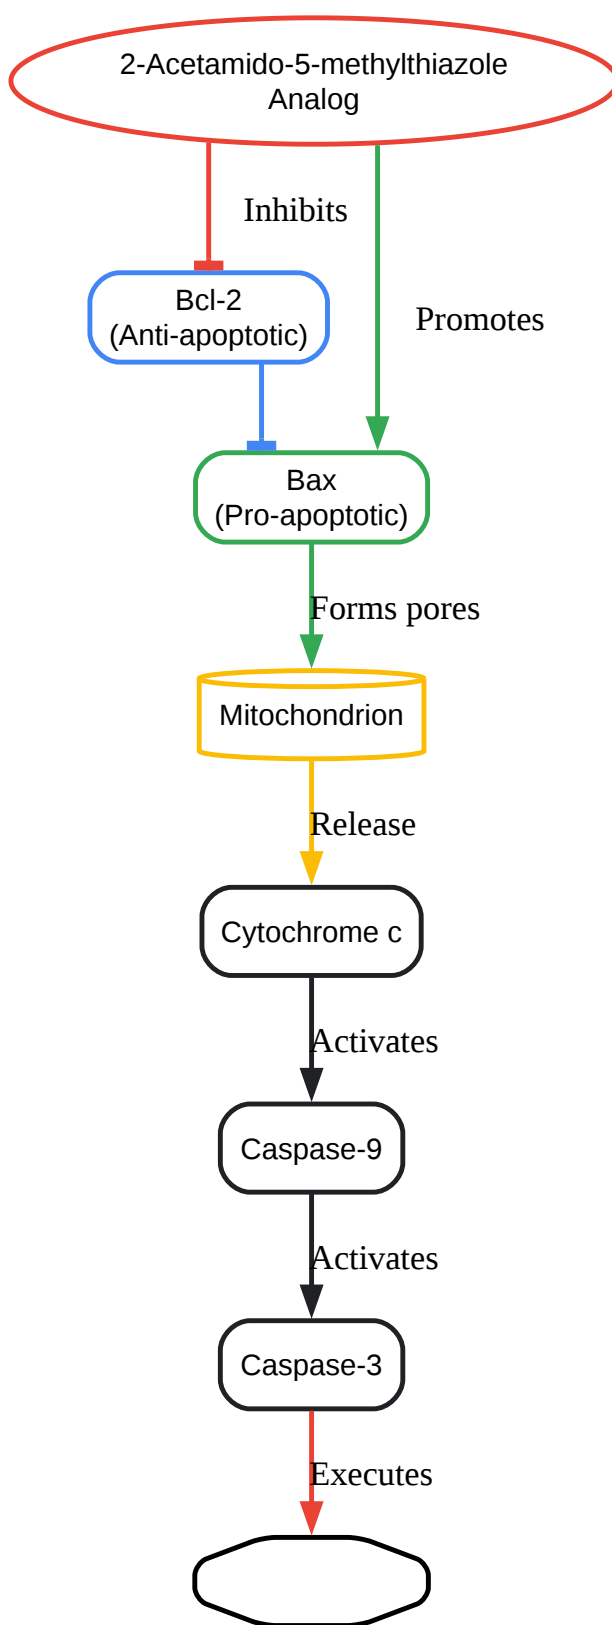 2-Acetamido-5-methylthiazole
Analog
Inhibits
Bcl-2
(Anti-apoptotic)
Promotes
Bax
(Pro-apoptotic)
Forms pores
Mitochondrion
Release
Cytochrome c
Activates
Caspase-9
Activates
Caspase-3
Executes